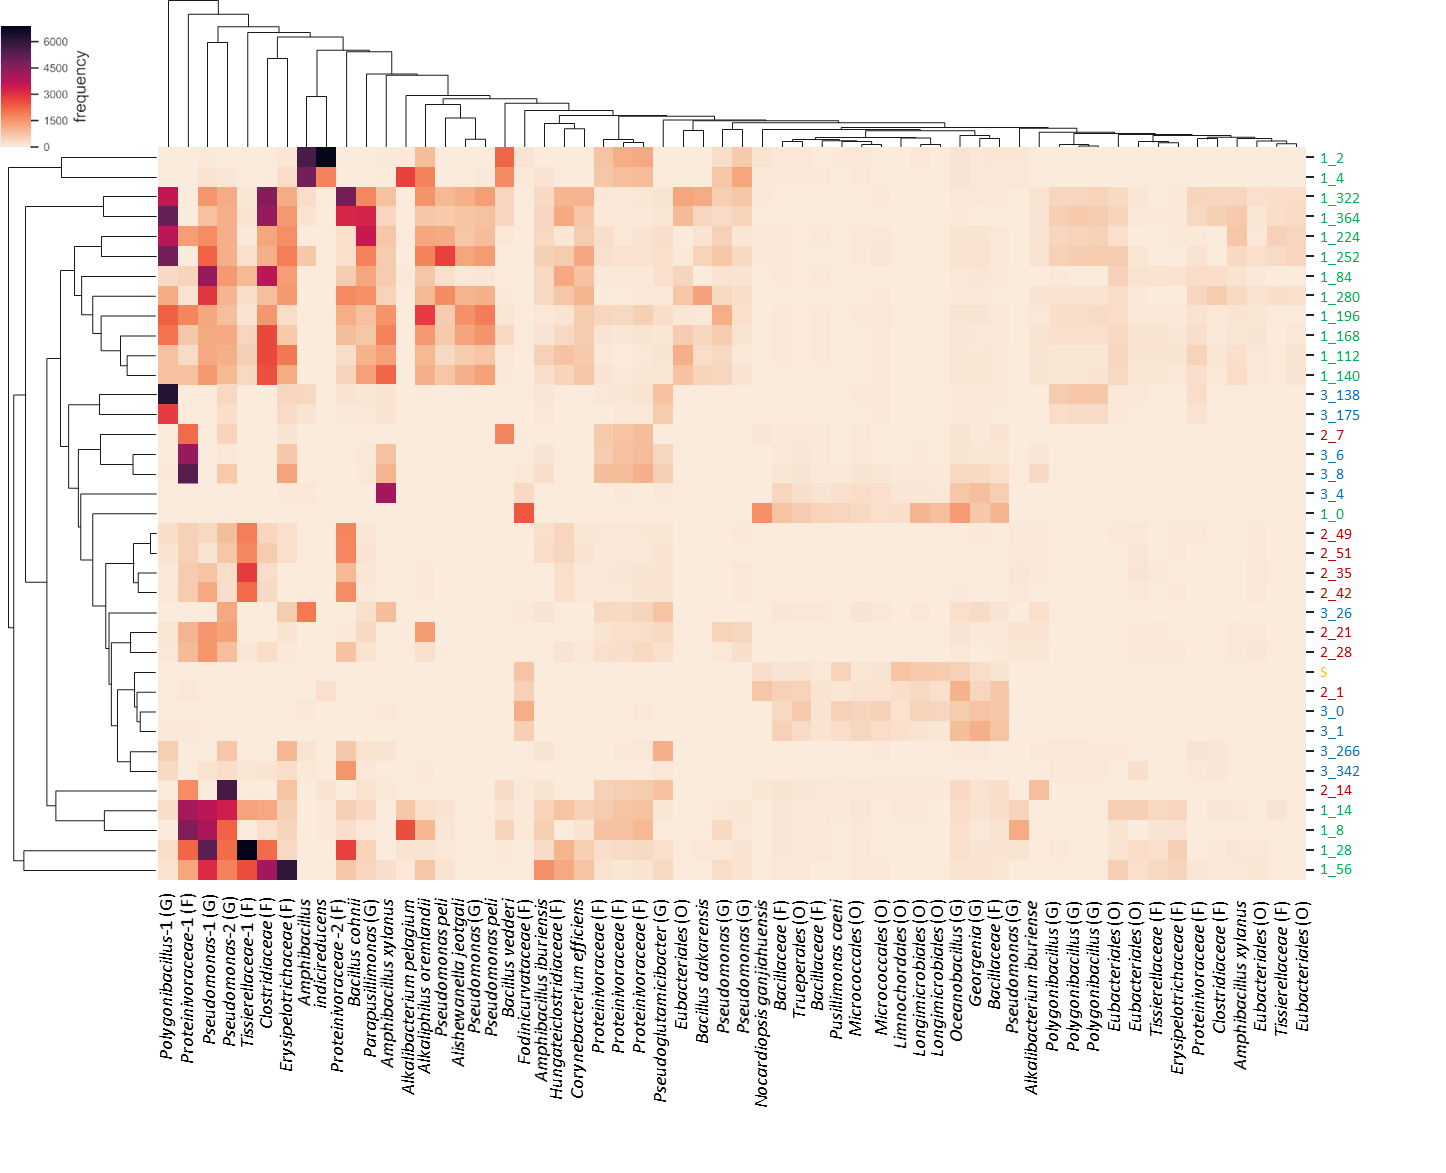 6000
4500
3000
1500
0
frequency
1_2
1_4
1_322
1_364
1_224
1_252
1_84
1_280
1_196
1_168
1_112
1_140
3_138
3_175
2_7
3_6
3_8
3_4
1_0
2_49
2_51
2_35
2_42
3_26
2_21
2_28
S
2_1
3_0
3_1
3_266
3_342
2_14
1_14
1_8
1_28
1_56
Polygonibacillus-1 (G)
Proteinivoraceae-1 (F)
Pseudomonas-1 (G)
Pseudomonas-2 (G)
Tissierellaceae-1 (F)
Clostridiaceae (F)
Erysipelotrichaceae (F)
Amphibacillus
indicireducens
Proteinivoraceae -2 (F)
Bacillus cohnii
Parapusillimonas (G)
Amphibacillus xylanus
Alkalibacterium pelagium
Alkaliphilus oremlandii
Pseudomonas peli
Alishewanella jeotgali
Pseudomonas (G)
Pseudomonas peli
Bacillus vedderi
Fodinicurvataceae (F)
Amphibacillus iburiensis
Hungateiclostridiaceae (F)
Corynebacterium efficiens
Proteinivoraceae (F)
Proteinivoraceae (F)
Proteinivoraceae (F)
Pseudoglutamicibacter (G)
Eubacteriales (O)
Bacillus dakarensis
Pseudomonas (G)
Pseudomonas (G)
Nocardiopsis ganjiahuensis
Bacillaceae (F)
Trueperales (O)
Bacillaceae (F)
Pusillimonas caeni
Micrococcales (O)
Micrococcales (O)
Limnochordales (O)
Longimicrobiales (O)
Longimicrobiales (O)
Oceanobacillus (G)
Georgenia (G)
Bacillaceae (F)
Pseudomonas (G)
Alkalibacterium iburiense
Polygonibacillus (G)
Polygonibacillus (G)
Polygonibacillus (G)
Eubacteriales (O)
Eubacteriales (O)
Tissierellaceae (F)
Erysipelotrichaceae (F)
Proteinivoraceae (F)
Clostridiaceae (F)
Amphibacillus xylanus
Eubacteriales (O)
Tissierellaceae (F)
Eubacteriales (O)